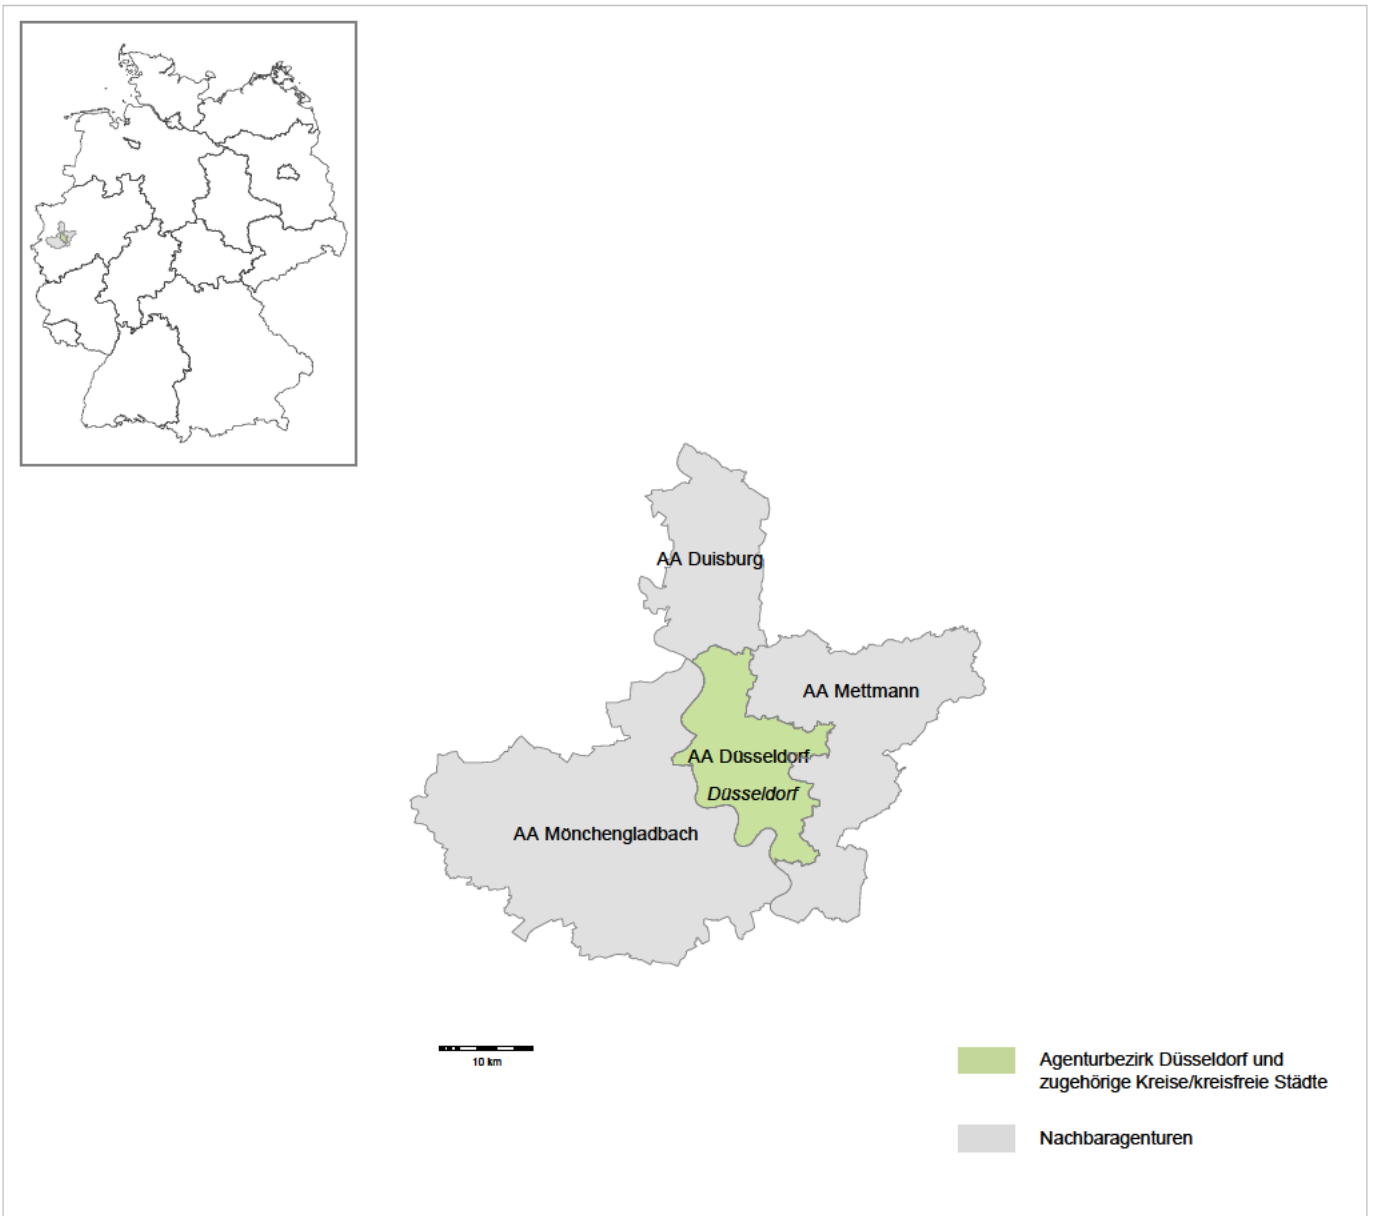 AA Duisburg
AA Mettmann
AA Düsseldorf
Düsseldorf
AA Mönchengladbach
10 km
Agenturbezirk Düsseldorf und
zugehörige Kreise/kreisfreie Städte
Nachbaragenturen